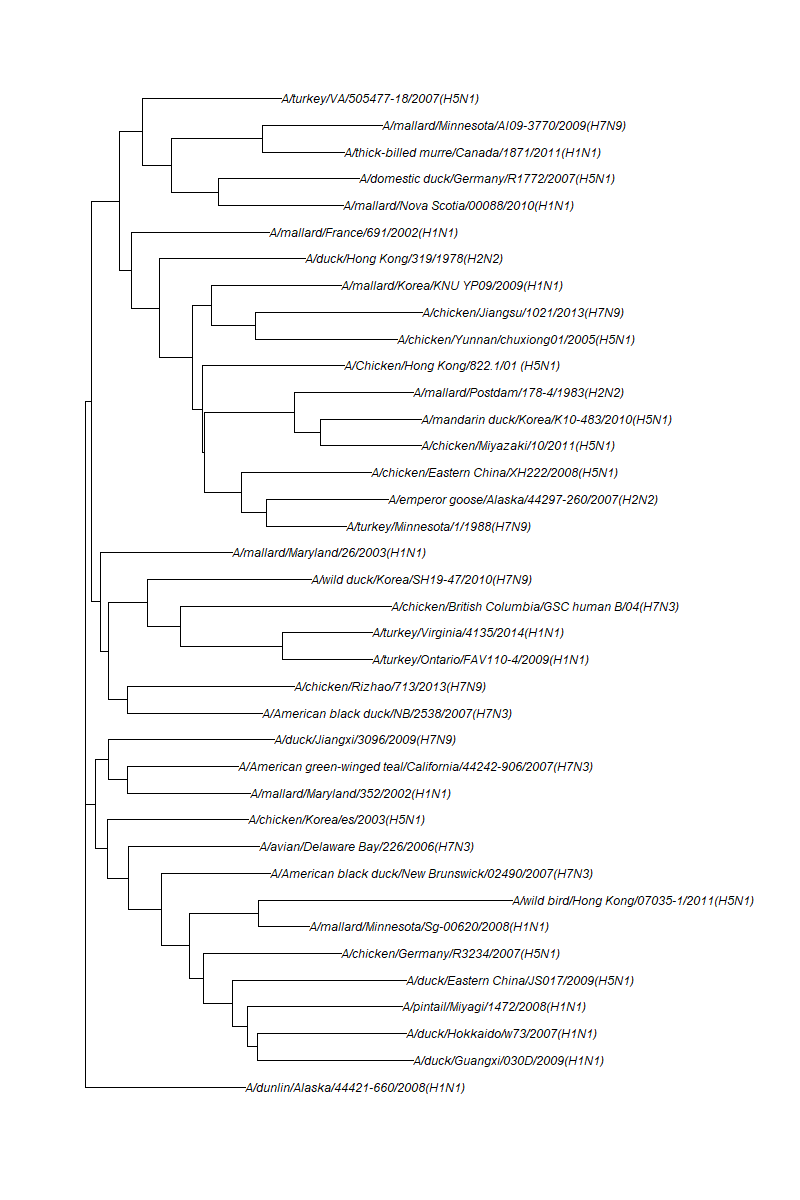 A/turkey/VA/505477-18/2007(H5N1)
A/mallard/Minnesota/AI09-3770/2009(H7N9)
A/thick-billed murre/Canada/1871/2011(H1N1)
A/domestic duck/Germany/R1772/2007(H5N1)
A/mallard/Nova Scotia/00088/2010(H1N1)
A/mallard/France/691/2002(H1N1)
A/duck/Hong Kong/319/1978(H2N2)
A/mallard/Korea/KNU YP09/2009(H1N1)
A/chicken/Jiangsu/1021/2013(H7N9)
A/chicken/Yunnan/chuxiong01/2005(H5N1)
A/Chicken/Hong Kong/822.1/01 (H5N1)
A/mallard/Postdam/178-4/1983(H2N2)
A/mandarin duck/Korea/K10-483/2010(H5N1)
A/chicken/Miyazaki/10/2011(H5N1)
A/chicken/Eastern China/XH222/2008(H5N1)
A/emperor goose/Alaska/44297-260/2007(H2N2)
A/turkey/Minnesota/1/1988(H7N9)
A/mallard/Maryland/26/2003(H1N1)
A/wild duck/Korea/SH19-47/2010(H7N9)
A/chicken/British Columbia/GSC human B/04(H7N3)
A/turkey/Virginia/4135/2014(H1N1)
A/turkey/Ontario/FAV110-4/2009(H1N1)
A/chicken/Rizhao/713/2013(H7N9)
A/American black duck/NB/2538/2007(H7N3)
A/duck/Jiangxi/3096/2009(H7N9)
A/American green-winged teal/California/44242-906/2007(H7N3)
A/mallard/Maryland/352/2002(H1N1)
A/chicken/Korea/es/2003(H5N1)
A/avian/Delaware Bay/226/2006(H7N3)
A/American black duck/New Brunswick/02490/2007(H7N3)
A/wild bird/Hong Kong/07035-1/2011(H5N1)
A/mallard/Minnesota/Sg-00620/2008(H1N1)
A/chicken/Germany/R3234/2007(H5N1)
A/duck/Eastern China/JS017/2009(H5N1)
A/pintail/Miyagi/1472/2008(H1N1)
A/duck/Hokkaido/w73/2007(H1N1)
A/duck/Guangxi/030D/2009(H1N1)
A/dunlin/Alaska/44421-660/2008(H1N1)